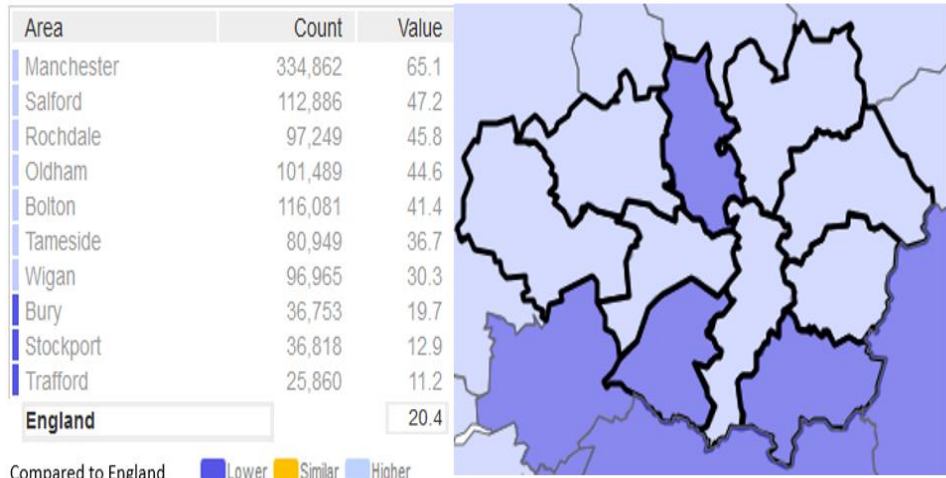 Area Count Value
Manchester 334,862 65.1
Salford 112,886 47.2
Rochdale 97,249 45.8
Oldham 101,489 44.6
Bolton 116,081 41.4
Tameside 80,949 36.7
Wigan 96,965 30.3
Bury 36,753 19.7
Stockport 36,818 12.9
Trafford 25,860 11.2
England 20.4
Compared to England Lower Similar Higher